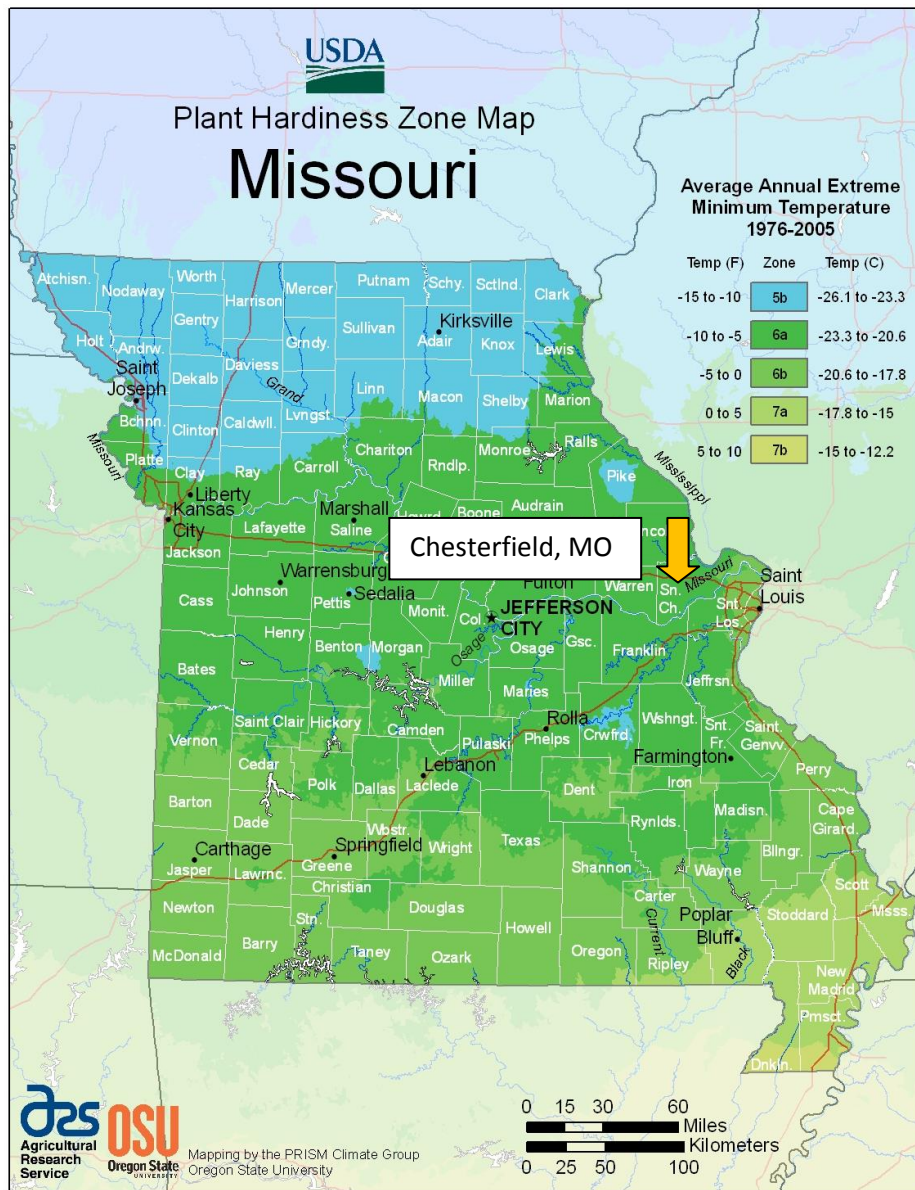 USDA
Plant Hardiness Zone Map
Missouri
Average Annual Extreme
Minimum Temperature
1976-2005
Temp (F) Zone Temp (C)
-15 to -10 5b -26.1 to -23.3
-10 to -5 6a -23.3 to -20.6
-5 to 0 6b -20.6 to -17.8
0 to 5 7a -17.8 to -15
5 to 10 7b -15 to -12.2
Atchisn.
Nodaway
Worth
Harrison
Mercer
Putnam
Schy.
Sctlnd.
Clark
Gentry
Holt
Andrw.
Daviess
Grndy.
Sullivan
Kirksville
Adair
Knox
Lewis
Saint
Joseph
Dekalb
Grand
Linn
Macon
Shelby
Marion
Bchnn.
Clinton
Caldwll.
Lvngst
Chariton
Monroe
Ralls
Missouri
Platte
Clay
Ray
Carroll
Rndlp.
Pike
Mississippi
Liberty
Kansas
City
Lafayette
Marshall
Saline
Boone
Audrain
Jackson
Chesterfield, MO
Warrensburg
Johnson
Pettis
Sedalia
Fulton
Warren
Sn.
Ch.
Missouri
Saint
Louis
Cass
Monit.
Col.
JEFFERSON
CITY
Snt.
Los.
Henry
Benton
Morgan
Osage
Osage
Gsc.
Franklin
Bates
Miller
Maries
Jeffrsn.
Saint Clair
Hickory
Camden
Rolla
Wshngt.
Snt.
Fr.
Saint.
Genvv.
Vernon
Pulaski
Phelps
Crwfrd.
Cedar
Lebanon
Farmington
Polk
Dallas
Laclede
Dent
Iron
Perry
Barton
Dade
Madisn.
Cape
Girard.
Wbstr.
Texas
Rynlds.
Carthage
Springfield
Wright
Bllngr.
Jasper
Lawrnc.
Greene
Shannon
Wayne
Scott
Christian
Carter
Msss.
Newton
Stn.
Douglas
Poplar
Bluff
Stoddard
Howell
McDonald
Barry
Taney
Ozark
Oregon
Current
Ripley
Black
New
Madrid
Pmsct.
Dnkln.
ars
Agricultural
Research
Service
OSU
Oregon State
UNIVERSITY
Mapping by the PRISM Climate Group
Oregon State University
0 15 30 60
Miles
Kilometers
0 25 50 100